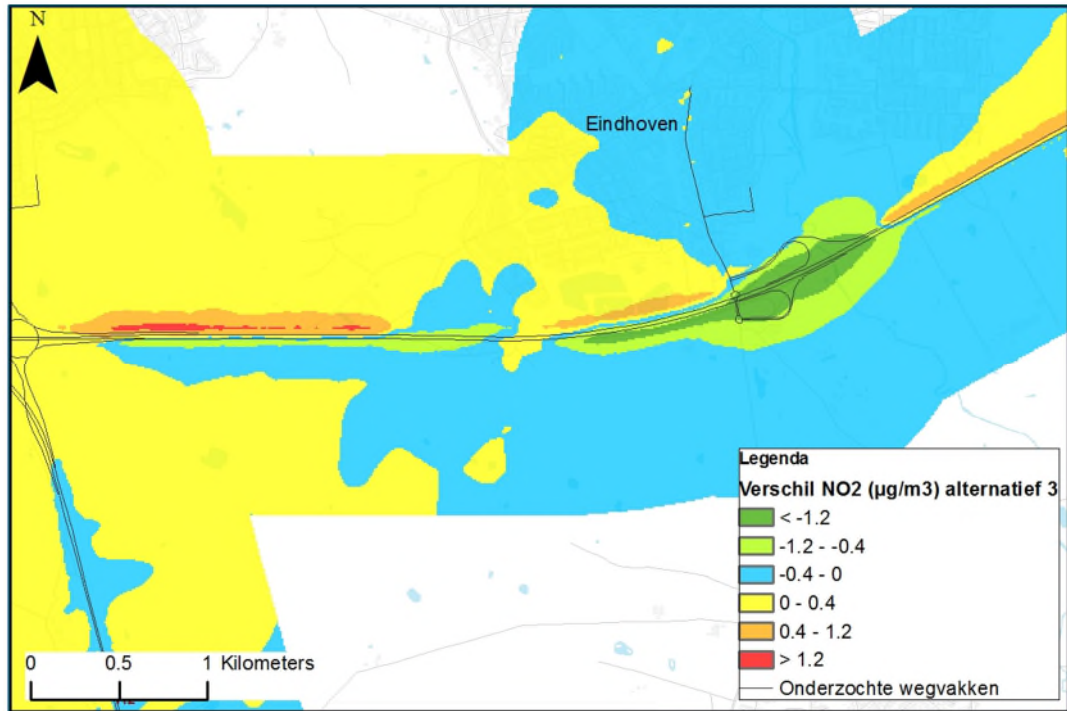 N
Eindhoven
Legenda
Verschil NO2 (µg/m3) alternatief 3
< -1.2
-1.2 - -0.4
-0.4 - 0
0 - 0.4
0.4 - 1.2
> 1.2
Onderzochte wegvakken
0 0.5 1 Kilometers